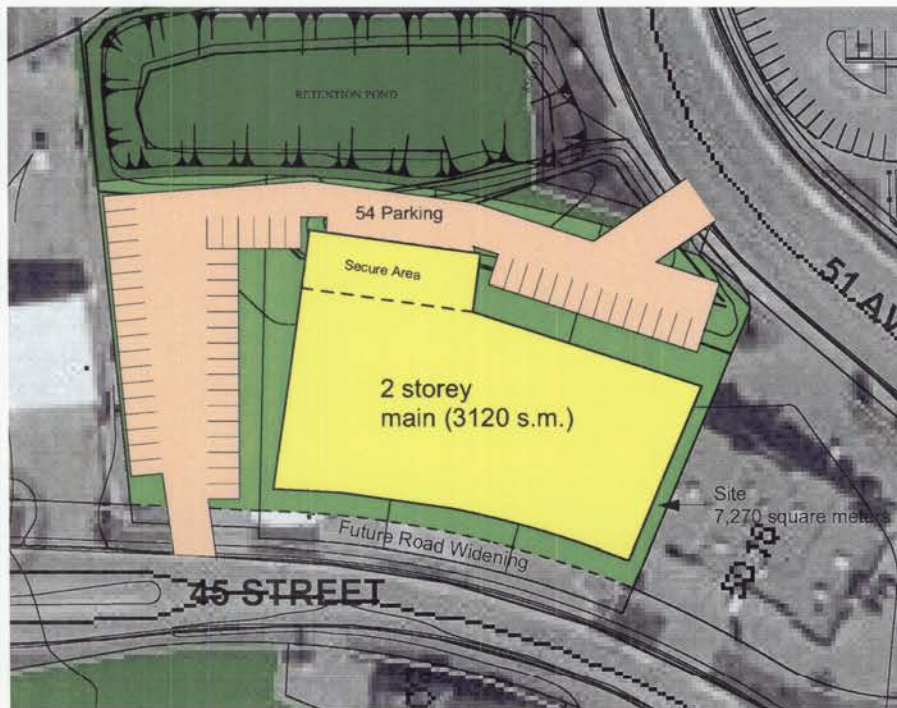 RETENTION POND
54 Parking
Secure Area
51 AV
2 storey
main (3120 s.m.)
Site
7,270 square meters
Future Road Widening
45 STREET